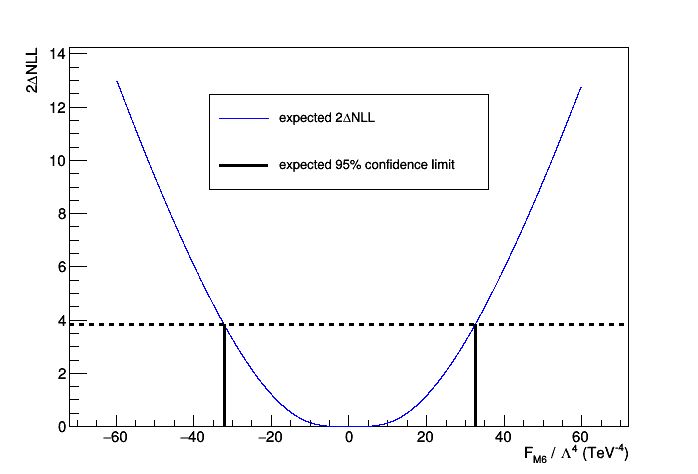 2ΔNLL
14
12
10
8
6
4
2
0
expected 2ΔNLL
expected 95% confidence limit
−60 −40 −20 0 20 40 60
F_M6 / Λ^4 (TeV^-4)